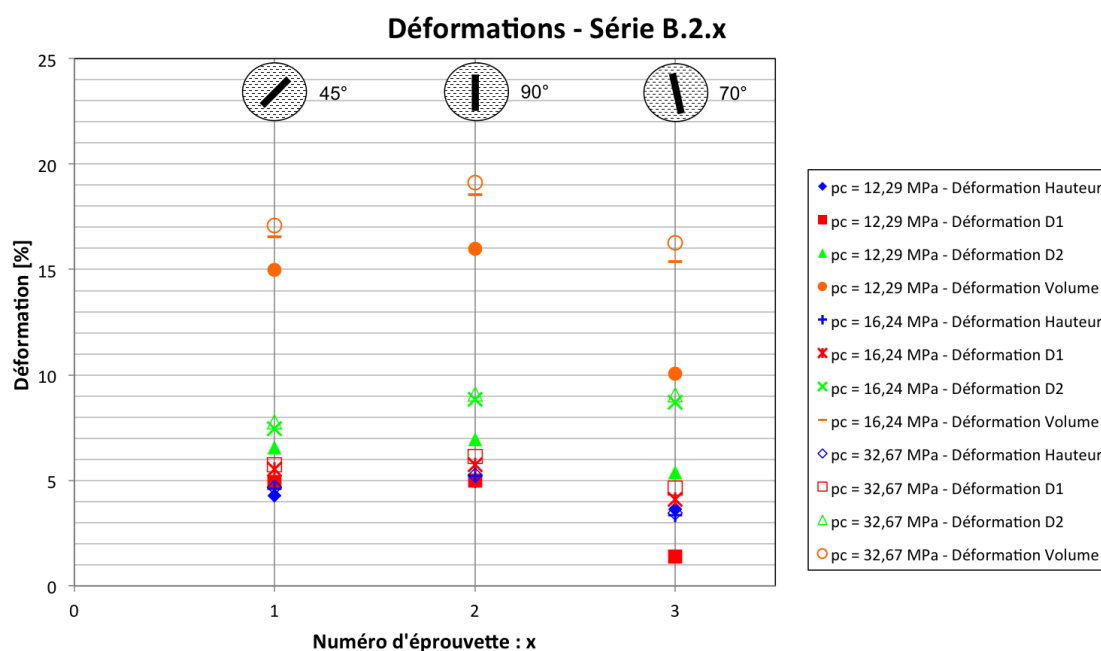 Déformations - Série B.2.x
25
20
15
10
5
0
Déformation [%]
45°
90°
70°
0
1
2
3
Numéro d'éprouvette : x
pc = 12,29 MPa - Déformation Hauteur
pc = 12,29 MPa - Déformation D1
pc = 12,29 MPa - Déformation D2
pc = 12,29 MPa - Déformation Volume
pc = 16,24 MPa - Déformation Hauteur
pc = 16,24 MPa - Déformation D1
pc = 16,24 MPa - Déformation D2
pc = 16,24 MPa - Déformation Volume
pc = 32,67 MPa - Déformation Hauteur
pc = 32,67 MPa - Déformation D1
pc = 32,67 MPa - Déformation D2
pc = 32,67 MPa - Déformation Volume